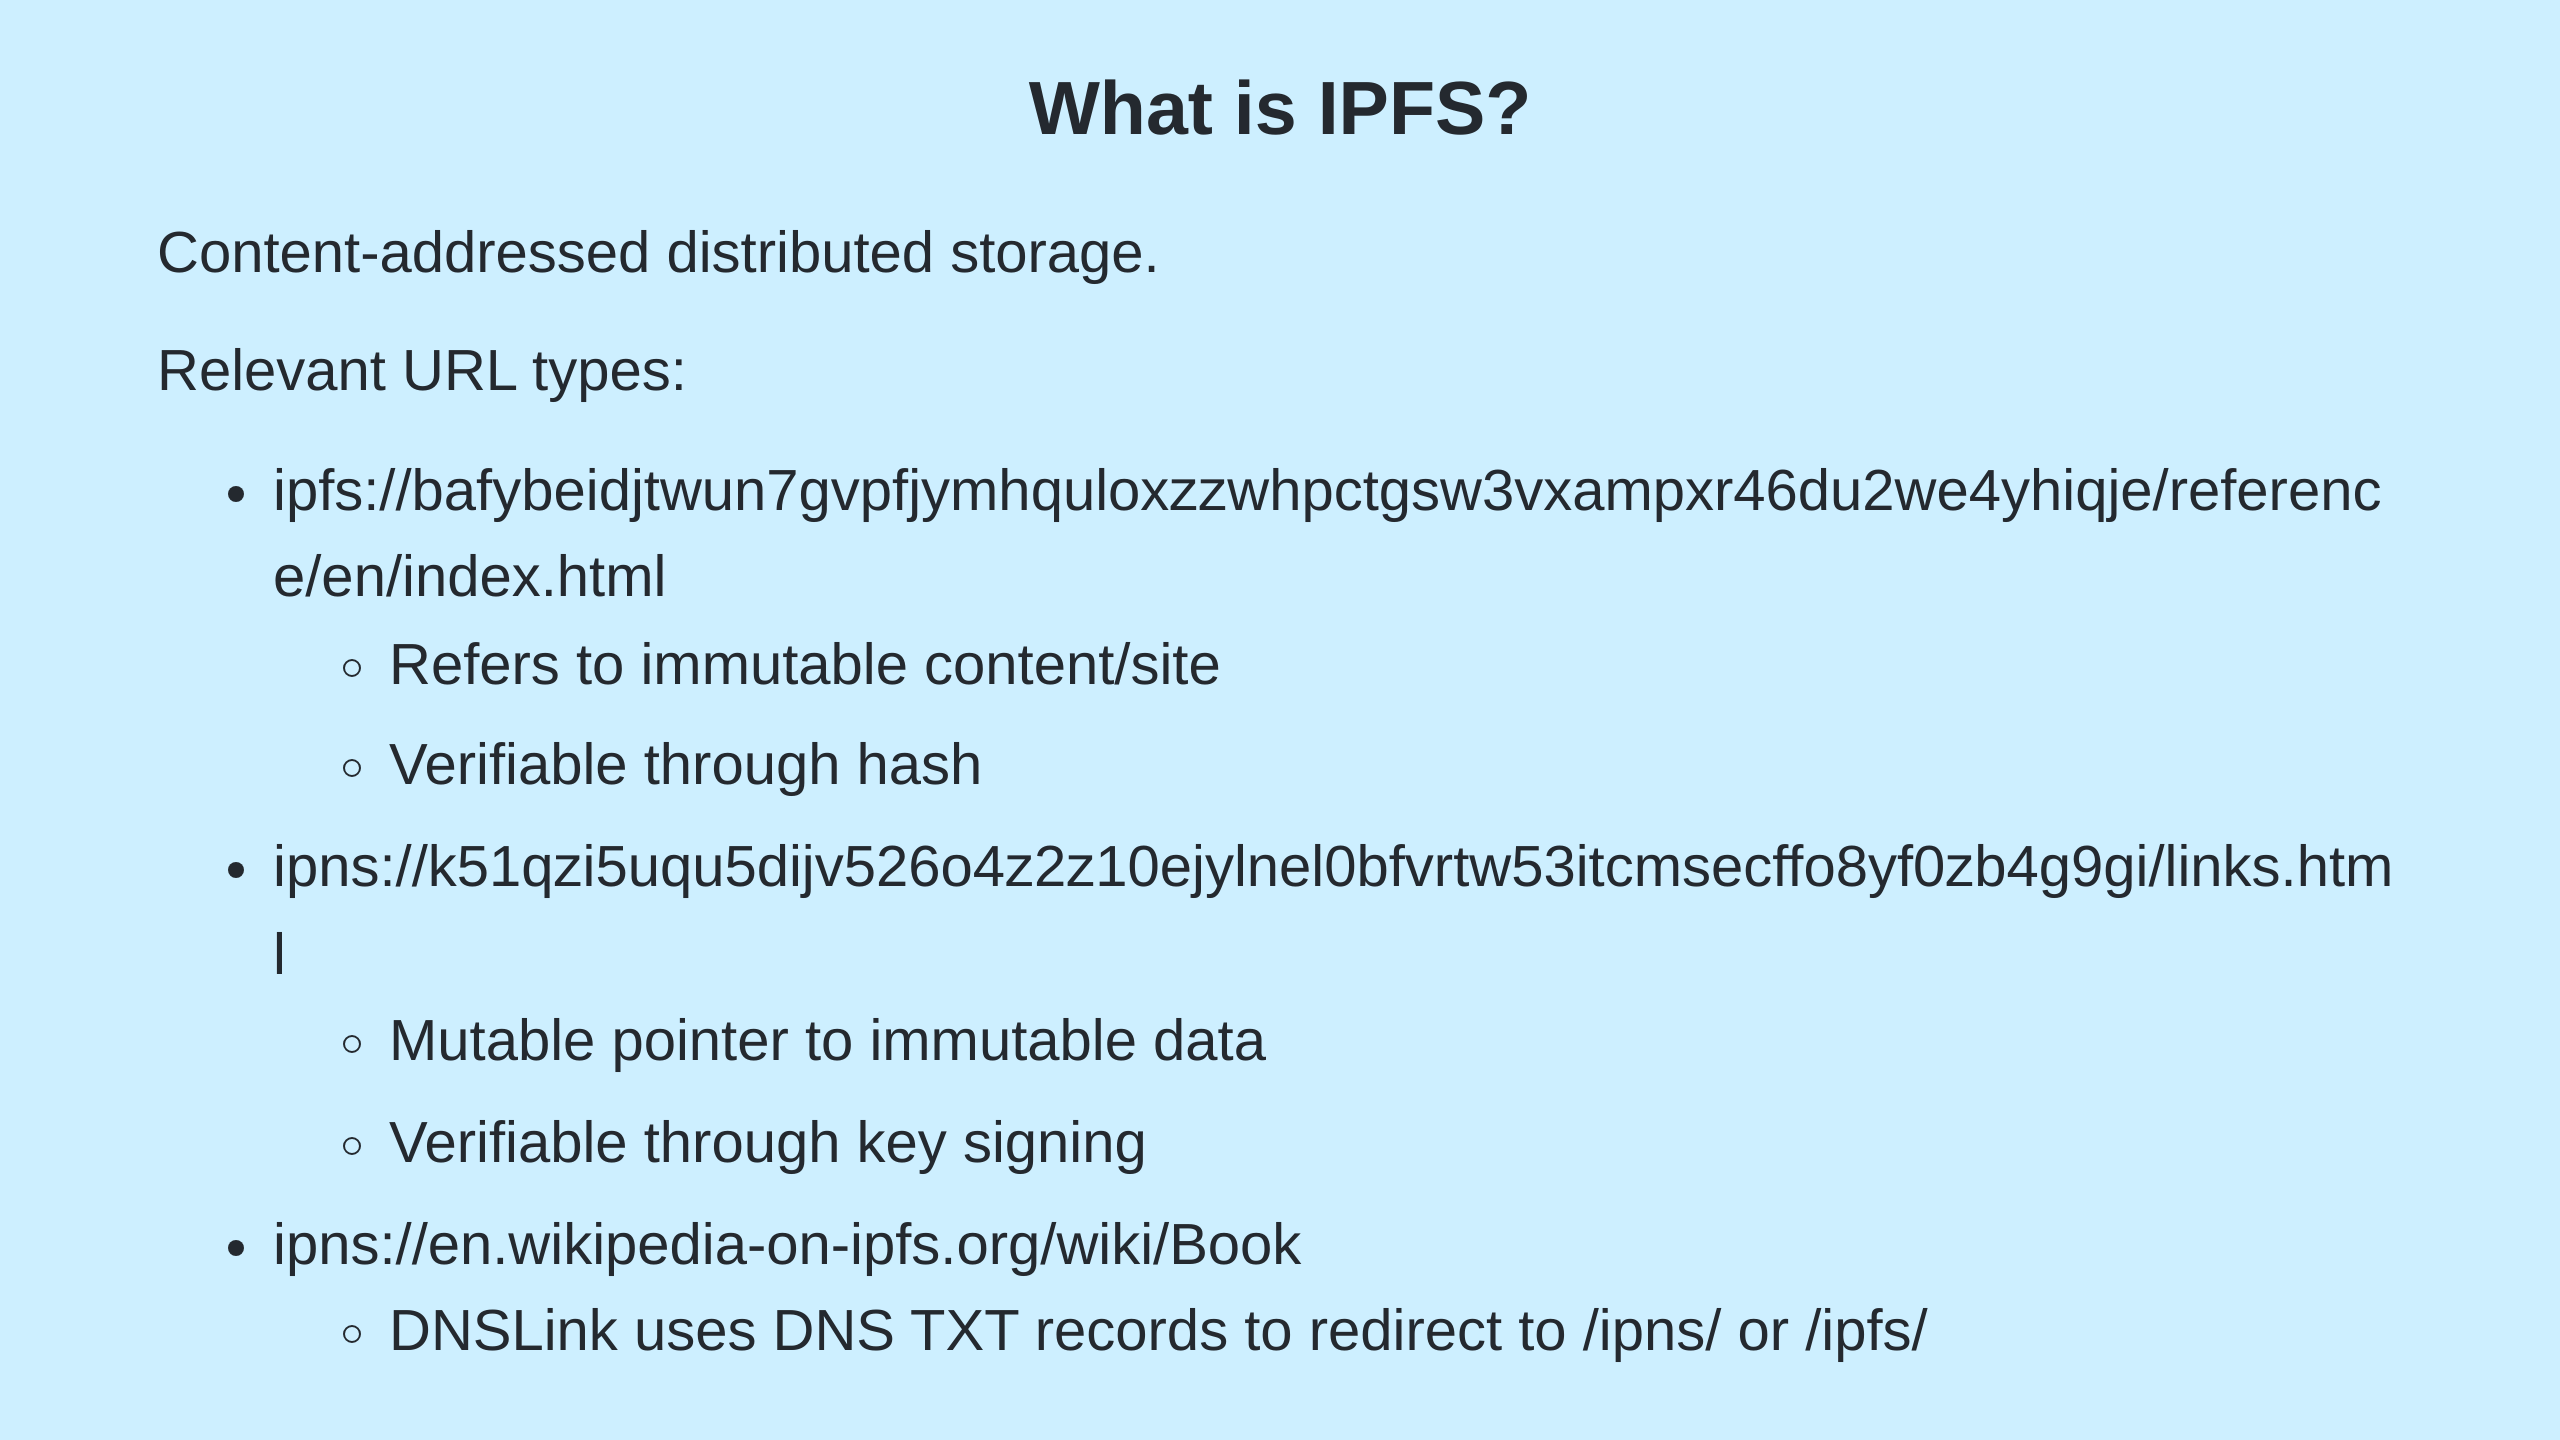 What is IPFS?
Content-addressed distributed storage.
Relevant URL types:
ipfs://bafybeidjtwun7gvpfjymhquloxzzwhpctgsw3vxampxr46du2we4yhiqje/referenc
e/en/index.html
Refers to immutable content/site
Verifiable through hash
ipns://k51qzi5uqu5dijv526o4z2z10ejylnel0bfvrtw53itcmsecffo8yf0zb4g9gi/links.htm
l
Mutable pointer to immutable data
Verifiable through key signing
ipns://en.wikipedia-on-ipfs.org/wiki/Book
DNSLink uses DNS TXT records to redirect to /ipns/ or /ipfs/